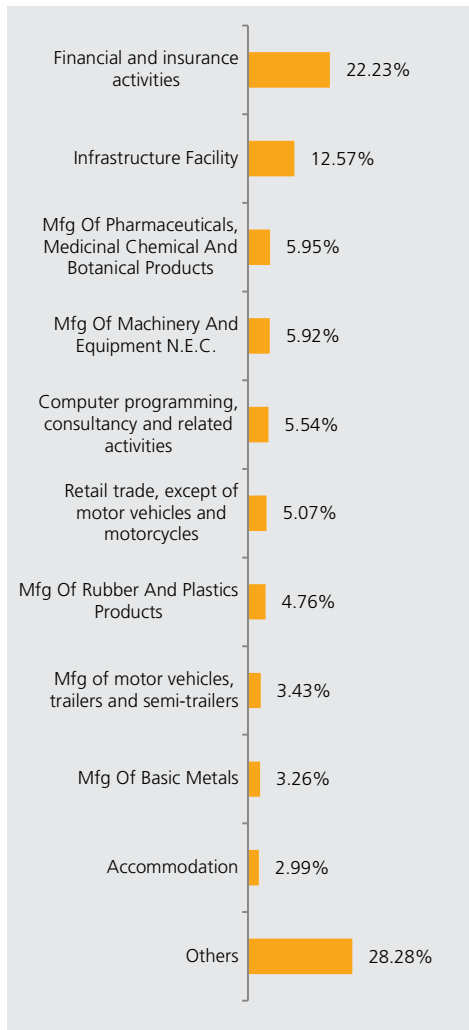 Financial and insurance
activities
22.23%
Infrastructure Facility
12.57%
Mfg Of Pharmaceuticals,
Medicinal Chemical And
Botanical Products
5.95%
Mfg Of Machinery And
Equipment N.E.C.
5.92%
Computer programming,
consultancy and related
activities
5.54%
Retail trade, except of
motor vehicles and
motorcycles
5.07%
Mfg Of Rubber And Plastics
Products
4.76%
Mfg of motor vehicles,
trailers and semi-trailers
3.43%
Mfg Of Basic Metals
3.26%
Accommodation
2.99%
Others
28.28%